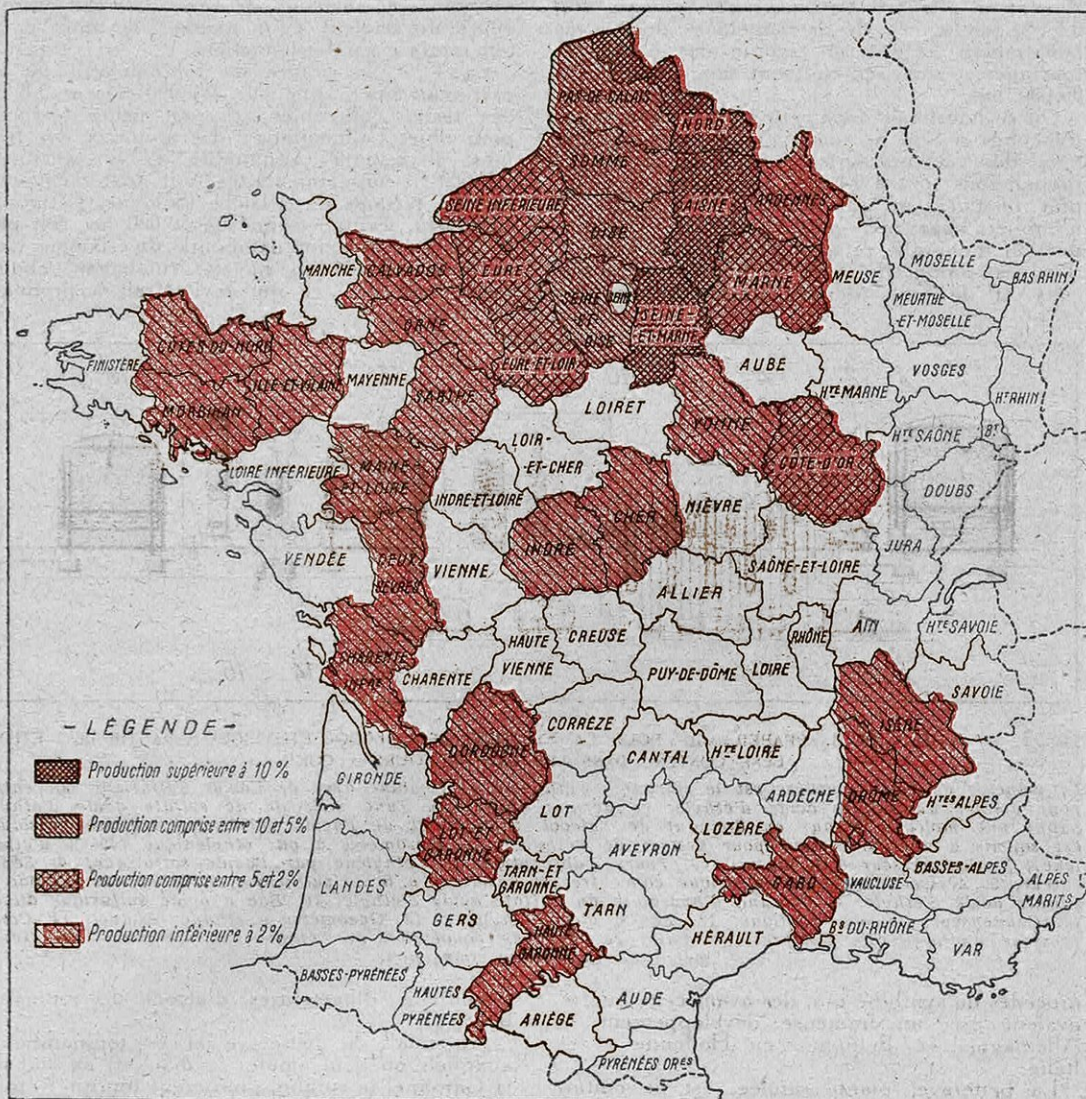 PAS-DE-CALAIS
NORD
SOMME
SEINE INFÉRIEURE
AISNE
ARDENNES
OISE
MANCHE
CALVADOS
EURE
SEINE
ET
OISE
SEINE
SEINE-
ET-MARNE
MARNE
MEUSE
MOSELLE
BAS RHIN
MEURTHE
-ET-MOSELLE
ORNE
EURE-ET-LOIR
AUBE
VOSGES
Hte MARNE
Ht RHIN
FINISTÈRE
CÔTES-DU-NORD
ILLE-ET-VILAINE
MORBIHAN
MAYENNE
SARTHE
LOIRET
YONNE
Hte SAÔNE
Bt
LOIRE INFÉRIEURE
MAINE-
ET-LOIRE
LOIR-
-ET-CHER
INDRE-ET-LOIRE
CÔTE-D'OR
DOUBS
CHER
NIÈVRE
JURA
VENDÉE
DEUX
SÈVRES
VIENNE
INDRE
SAÔNE-ET-LOIRE
ALLIER
CHARENTE
INFRE
CHARENTE
HAUTE
VIENNE
CREUSE
PUY-DE-DÔME
LOIRE
RHÔNE
AIN
Hte SAVOIE
SAVOIE
- LÉGENDE -
Production supérieure à 10 %
Production comprise entre 10 et 5%
Production comprise entre 5 et 2%
Production inférieure à 2%
GIRONDE
DORDOGNE
CORRÈZE
CANTAL
Hte LOIRE
ISÈRE
ARDÈCHE
DRÔME
Htes ALPES
LOT
LOT-ET
GARONNE
AVEYRON
LOZÈRE
GARD
VAUCLUSE
BASSES-ALPES
ALPES
MARITS
LANDES
TARN-ET
GARONNE
GERS
TARN
HAUTE
GARONNE
HÉRAULT
Bs DU-RHÔNE
VAR
BASSES-PYRÉNÉES
HAUTES
PYRÉNÉES
ARIÈGE
AUDE
PYRÉNÉES ORes